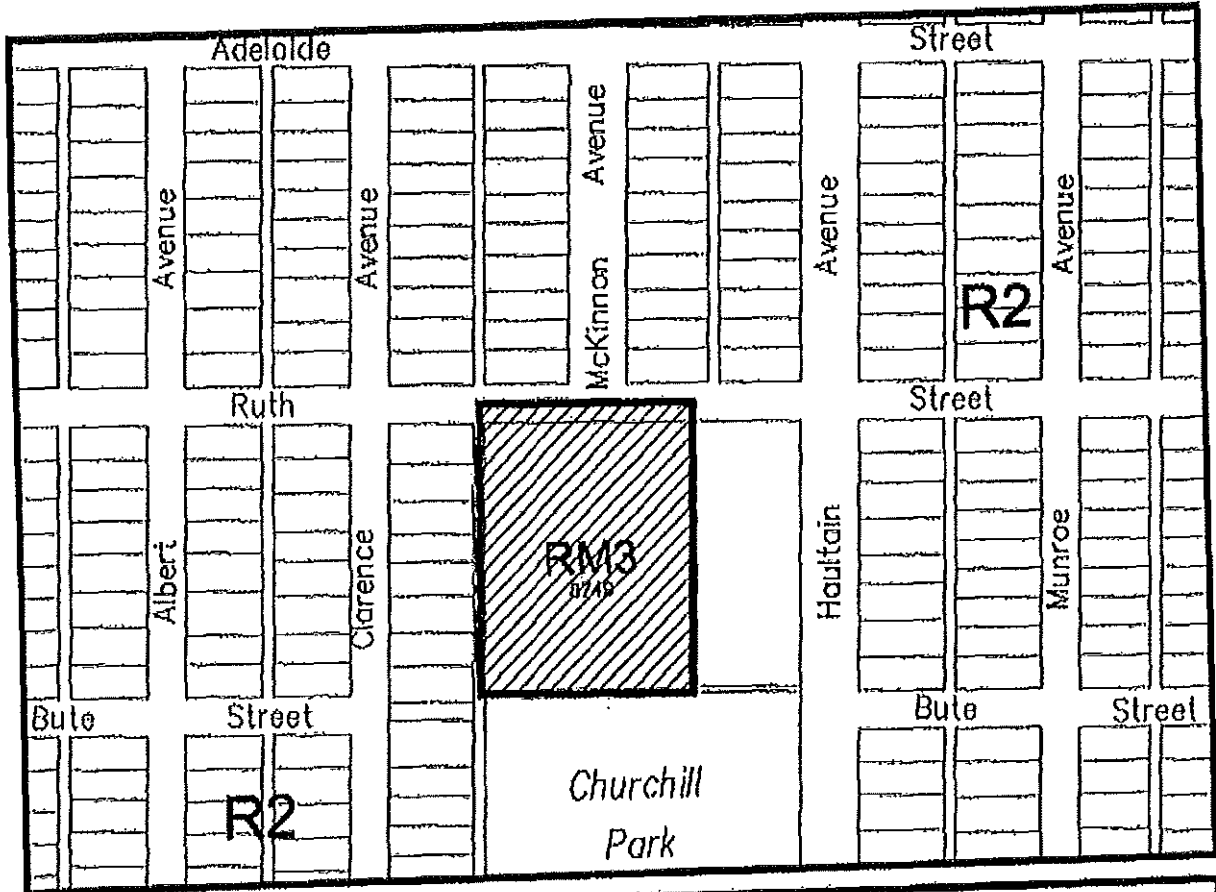 Adelaide Street
Avenue
Avenue
McKinnon Avenue
Avenue
Avenue
R2
Ruth Street
Albert
Clarence
RM3
Haultain
Munroe
Bute Street
Bute Street
R2
Churchill
Park